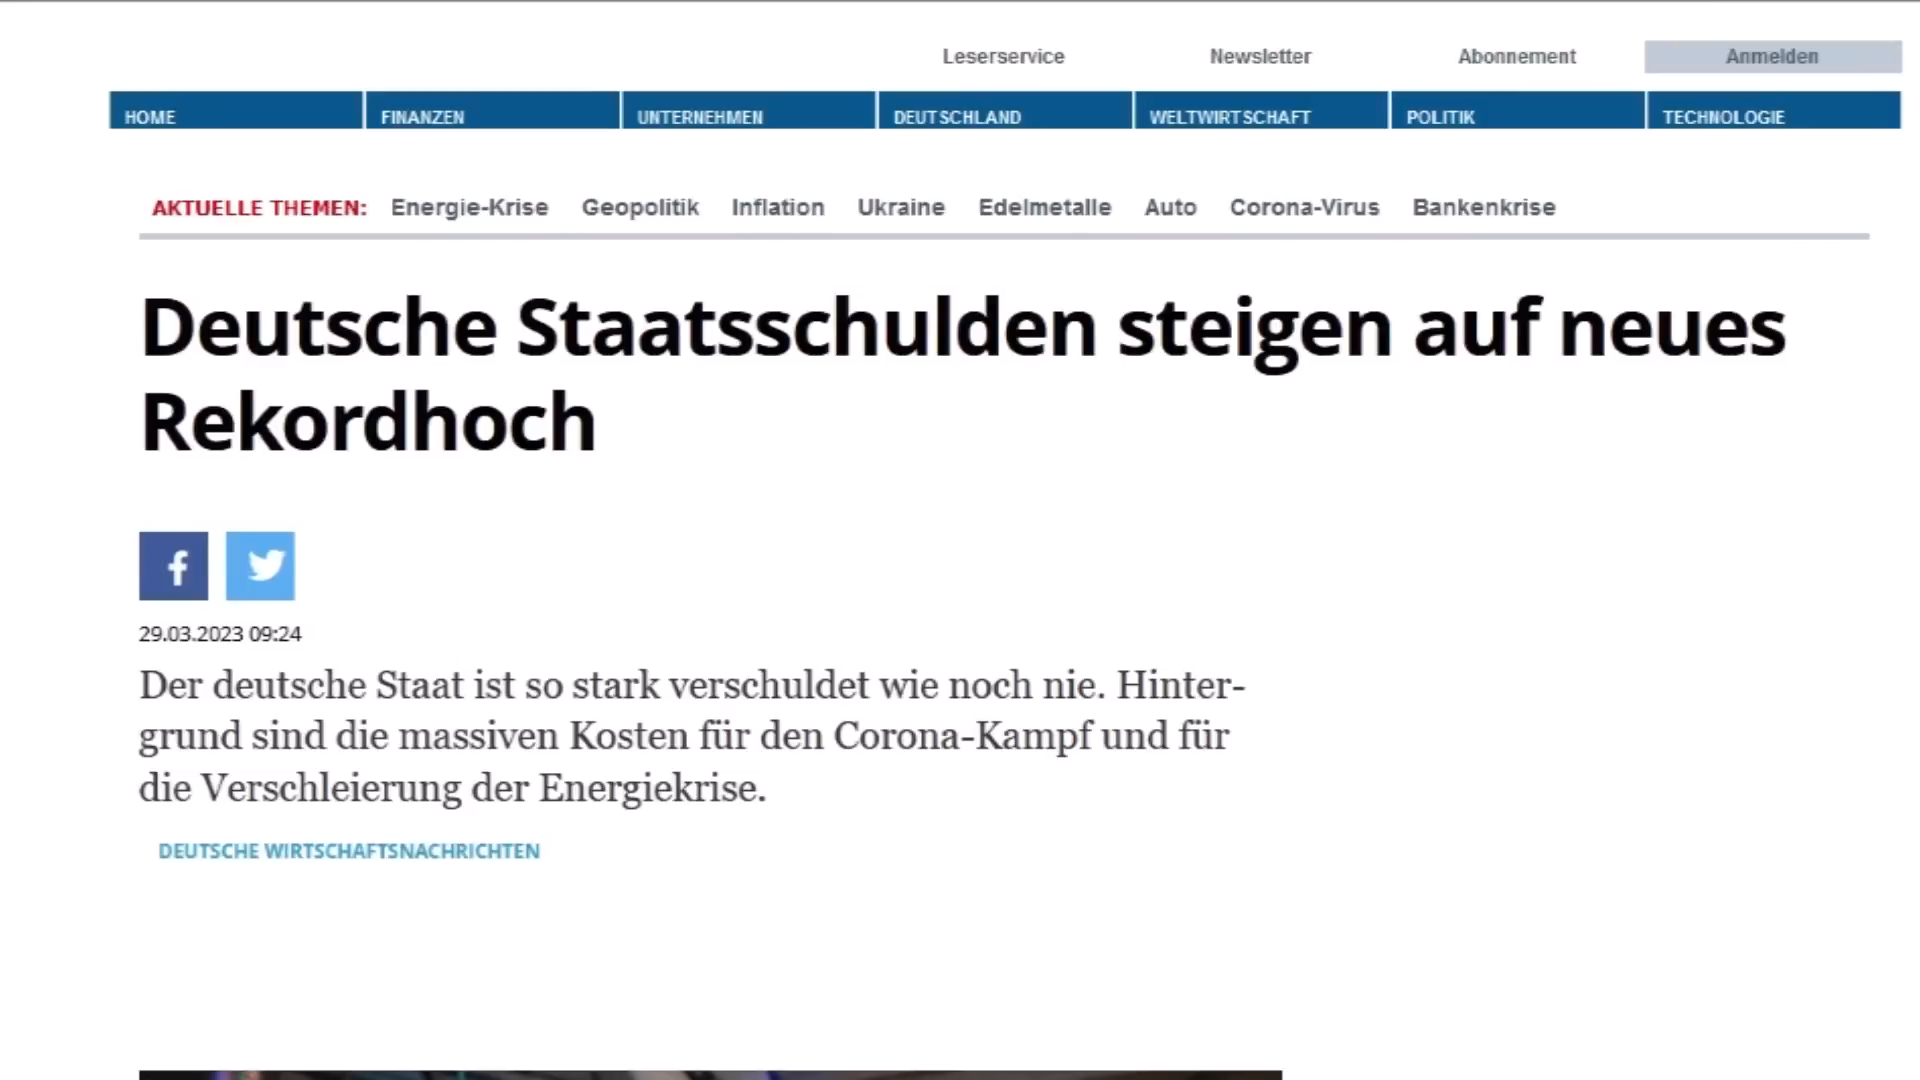 Leserservice Newsletter Abonnement Anmelden
HOME FINANZEN UNTERNEHMEN DEUTSCHLAND WELTWIRTSCHAFT POLITIK TECHNOLOGIE
AKTUELLE THEMEN: Energie-Krise Geopolitik Inflation Ukraine Edelmetalle Auto Corona-Virus Bankenkrise
Deutsche Staatsschulden steigen auf neues
Rekordhoch
29.03.2023 09:24
Der deutsche Staat ist so stark verschuldet wie noch nie. Hinter-
grund sind die massiven Kosten für den Corona-Kampf und für
die Verschleierung der Energiekrise.
DEUTSCHE WIRTSCHAFTSNACHRICHTEN